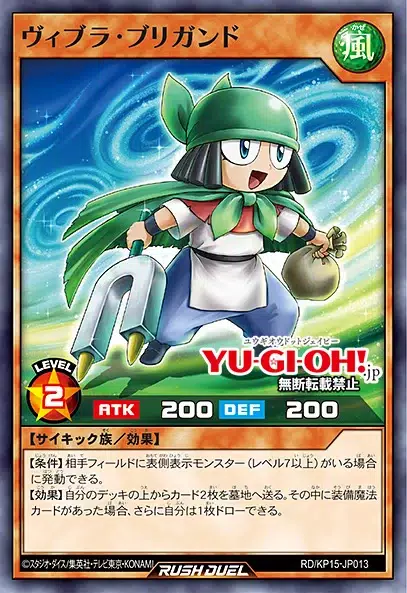 ヴィブラ・ブリガンド
かぜ
風
ユウギオウドットジェイピー
YU-GI-OH!.jp
無断転載禁止
LEVEL
2
ATK 200 DEF 200
【サイキック族/効果】
【条件】相手フィールドに表側表示モンスター(レベル7以上)がいる場合
に発動できる。
【効果】自分のデッキの上からカード2枚を墓地へ送る。その中に装備魔法
カードがあった場合、さらに自分は1枚ドローできる。
©スタジオ・ダイス/集英社・テレビ東京・KONAMI
RUSH DUEL
RD/KP15-JP013